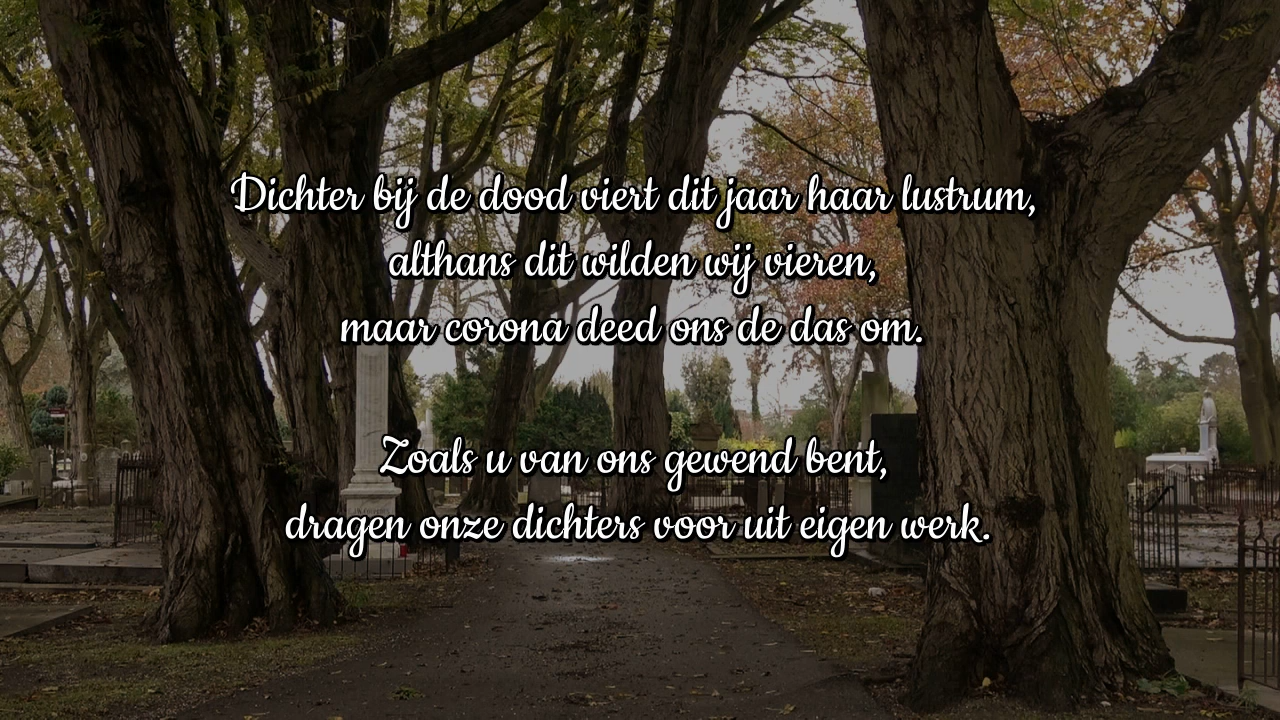 Dichter bij de dood viert dit jaar haar lustrum,
althans dit wilden wij vieren,
maar corona deed ons de das om.
Zoals u van ons gewend bent,
dragen onze dichters voor uit eigen werk.